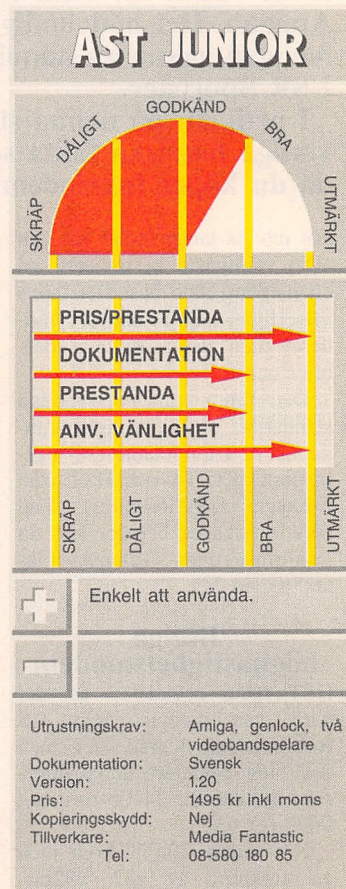 AST JUNIOR
GODKÄND
DÅLIGT
BRA
SKRÄP
UTMÄRKT
PRIS/PRESTANDA
DOKUMENTATION
PRESTANDA
ANV. VÄNLIGHET
SKRÄP
DÅLIGT
GODKÄND
BRA
UTMÄRKT
Enkelt att använda.
Utrustningskrav: Amiga, genlock, två
videobandspelare
Dokumentation: Svensk
Version: 1.20
Pris: 1495 kr inkl moms
Kopieringsskydd: Nej
Tillverkare: Media Fantastic
Tel: 08-580 180 85